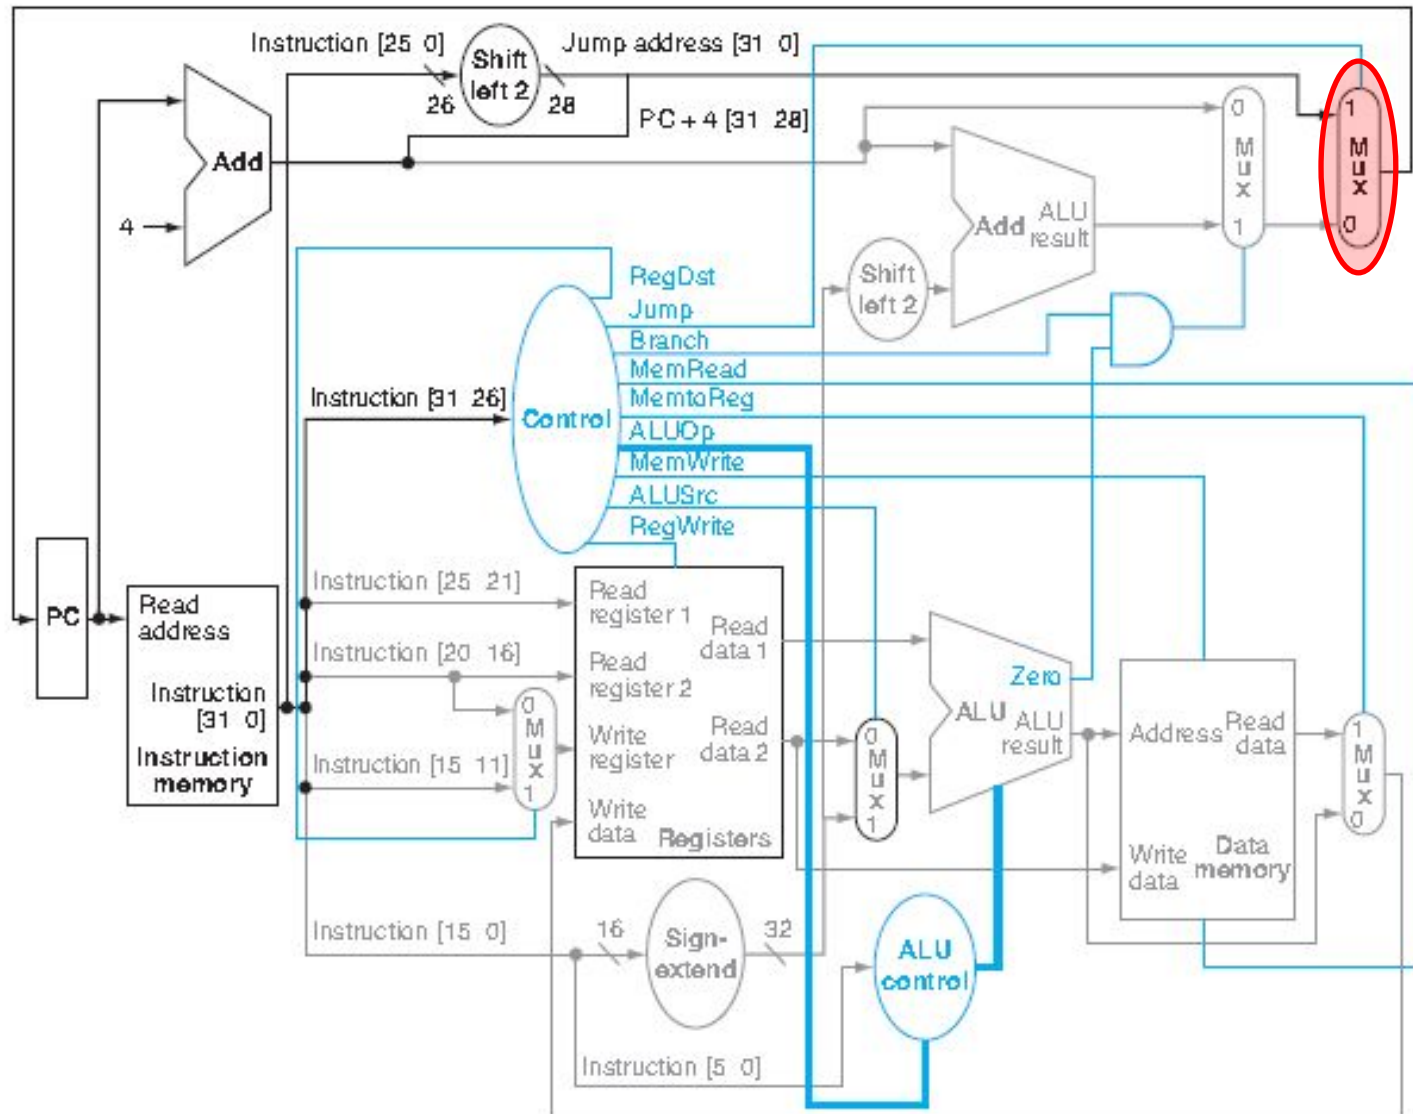 Instruction [25 0]
Shift
left 2
Jump address [31 0]
26
28
PC + 4 [31 28]
Add
4
0
Mux
1
1
Mux
0
Add
ALU
result
Shift
left 2
RegDst
Jump
Branch
MemRead
MemtoReg
ALUOp
MemWrite
ALUSrc
RegWrite
Instruction [31 26]
Control
PC
Read
address
Instruction
[31 0]
Instruction
memory
Instruction [25 21]
Instruction [20 16]
Instruction [15 11]
0
Mux
1
Read
register 1
Read
register 2
Write
register
Write
data
Read
data 1
Read
data 2
Registers
0
Mux
1
Zero
ALU
ALU
result
Address
Read
data
Write
data
Data
memory
1
Mux
0
Instruction [15 0]
16
Sign-
extend
32
ALU
control
Instruction [5 0]